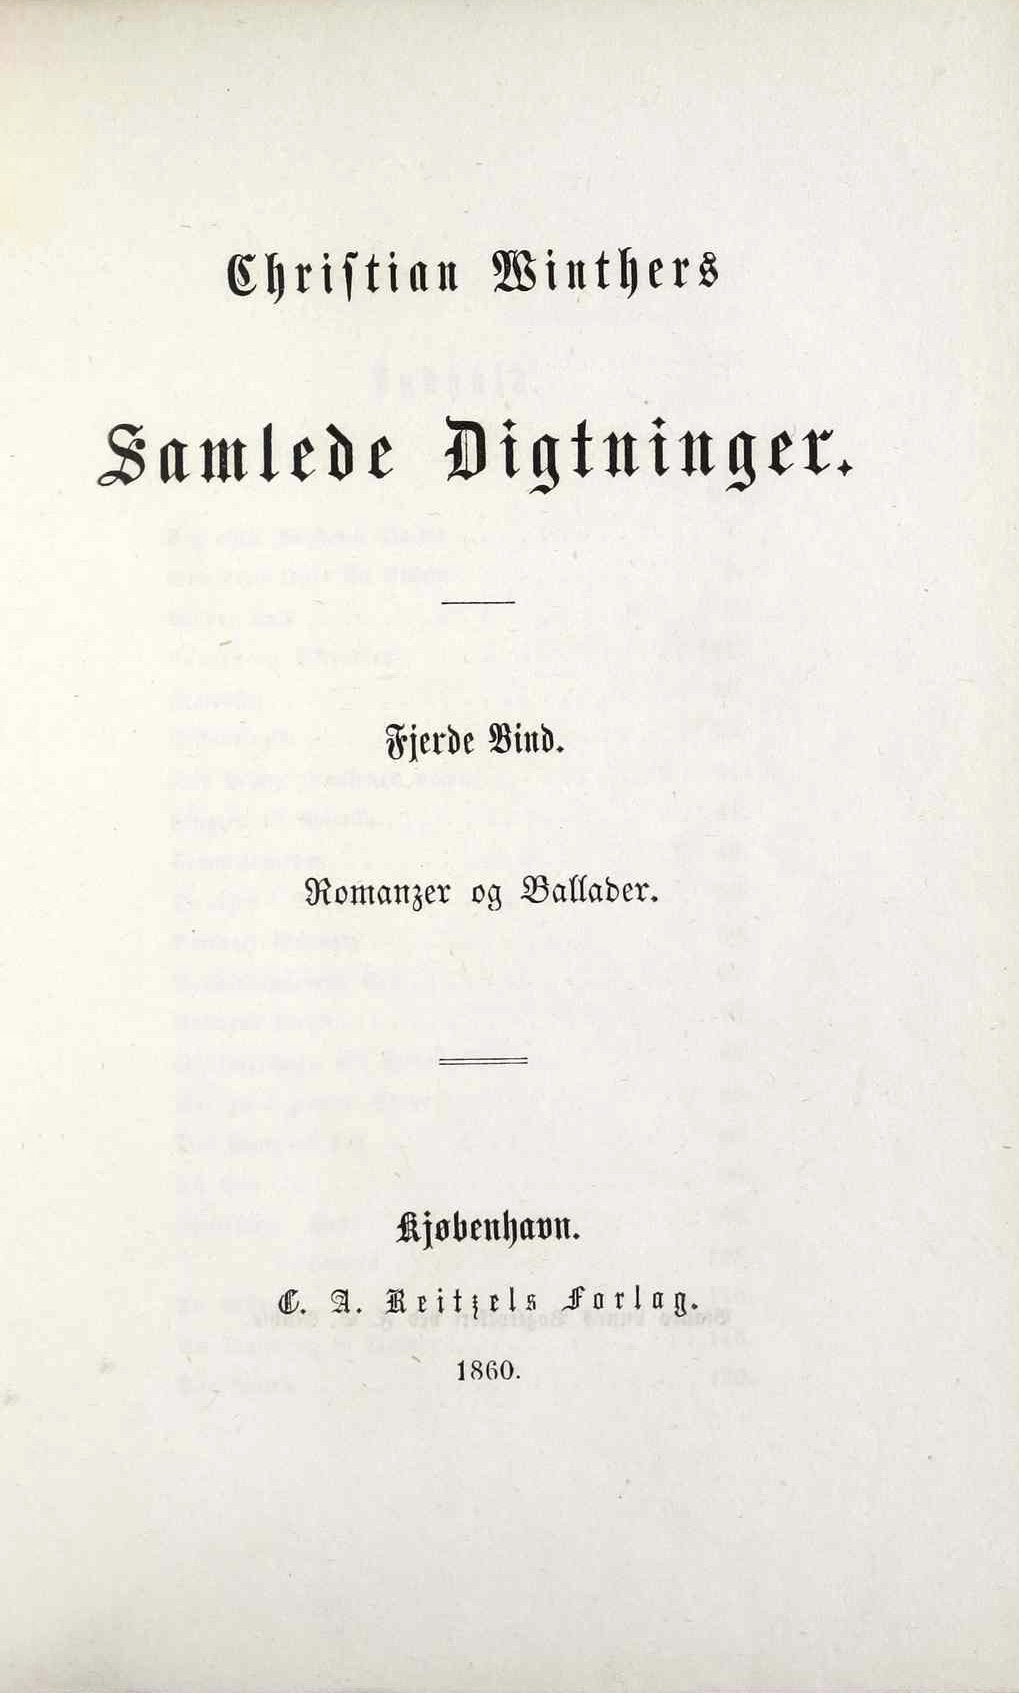 Christian Winthers
Samlede Digtninger.
Fjerde Bind.
Romanzer og Ballader.
Kjøbenhavn.
C. A. Reitzels Forlag.
1860.